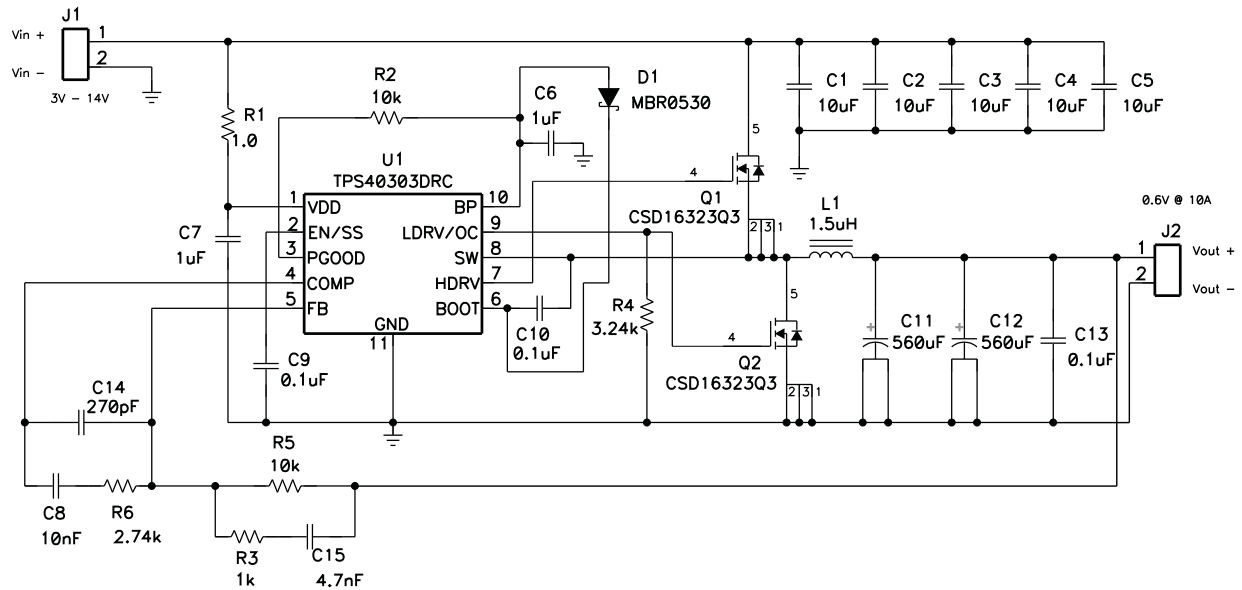 J1
Vin +
1
2
Vin -
3V - 14V
R1
1.0
R2
10k
C6
1uF
D1
MBR0530
C1
10uF
C2
10uF
C3
10uF
C4
10uF
C5
10uF
5
4
Q1
CSD16323Q3
2 3 1
U1
TPS40303DRC
1 VDD
2 EN/SS
3 PGOOD
4 COMP
5 FB
BP 10
LDRV/OC 9
SW 8
HDRV 7
BOOT 6
GND
11
C7
1uF
C9
0.1uF
C10
0.1uF
R4
3.24k
L1
1.5uH
5
4
Q2
CSD16323Q3
2 3 1
+
C11
560uF
+
C12
560uF
C13
0.1uF
0.6V @ 10A
J2
1
2
Vout +
Vout -
C14
270pF
C8
10nF
R6
2.74k
R5
10k
R3
1k
C15
4.7nF